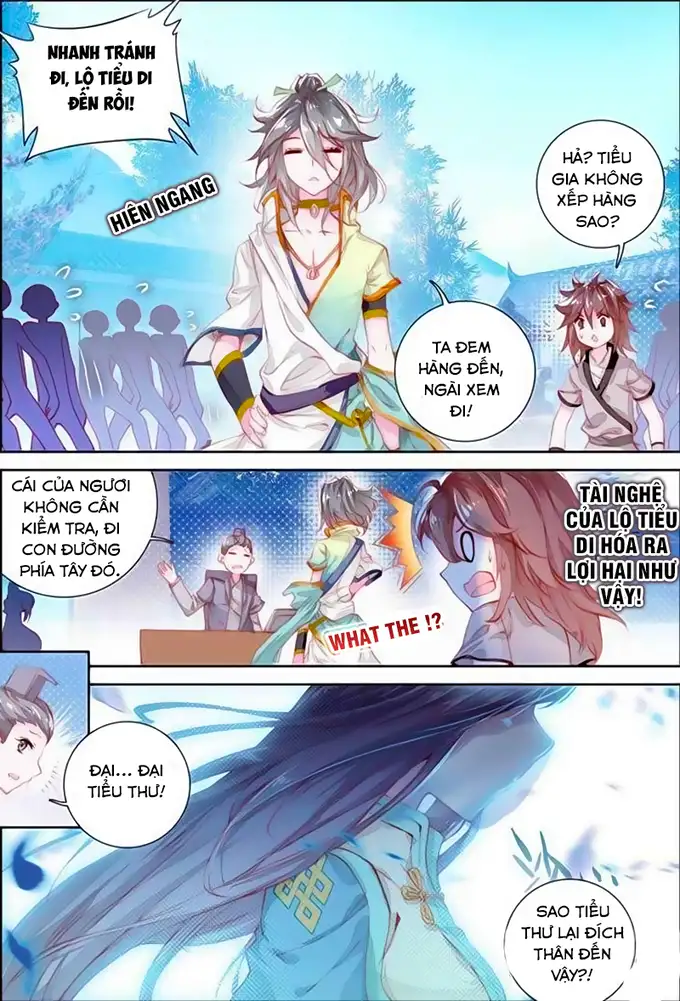 NHANH TRÁNH
ĐI, LỘ TIỂU DI
ĐẾN RỒI!
HIÊN NGANG
HẢ? TIỂU
GIA KHÔNG
XẾP HÀNG
SAO?
TA ĐEM
HÀNG ĐẾN,
NGÀI XEM
ĐI!
CÁI CỦA NGƯƠI
KHÔNG CẦN
KIỂM TRA, ĐI
CON ĐƯỜNG
PHÍA TÂY ĐÓ.
WHAT THE !?
TÀI NGHỆ
CỦA LỘ TIỂU
DI HÓA RA
LỢI HẠI NHƯ
VẬY!
ĐẠI... ĐẠI
TIỂU THƯ!
SAO TIỂU
THƯ LẠI ĐÍCH
THÂN ĐẾN
VẬY?!